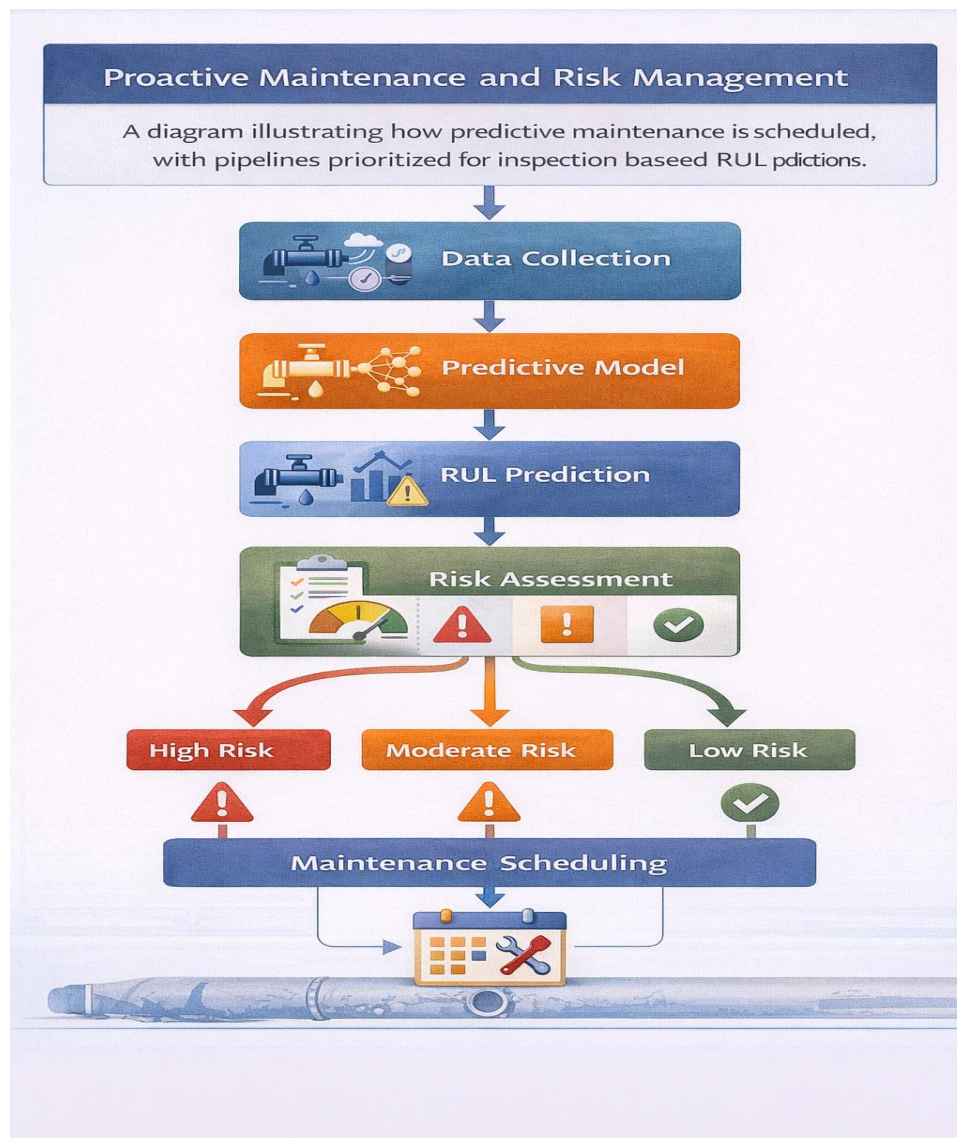 Proactive Maintenance and Risk Management
A diagram illustrating how predictive maintenance is scheduled,
with pipelines prioritized for inspection baseed RUL pdictions.
Data Collection
Predictive Model
RUL Prediction
Risk Assessment
High Risk
Moderate Risk
Low Risk
Maintenance Scheduling